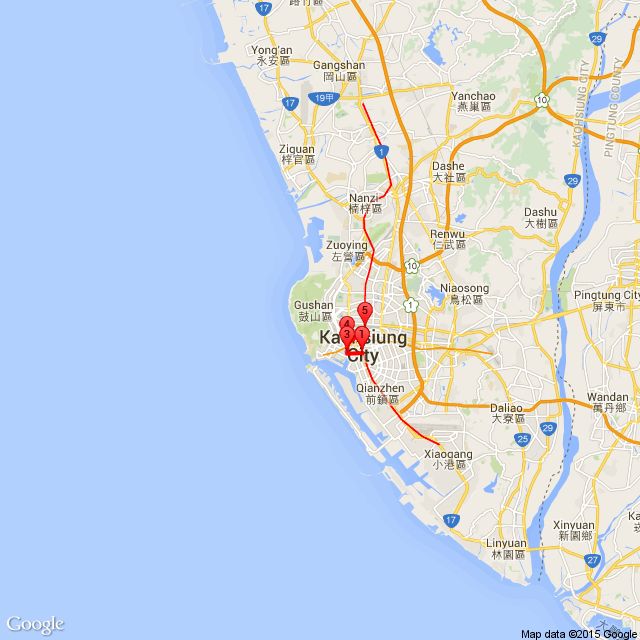 路竹區
1
29
Yong'an
永安區
Gangshan
岡山區
17
19甲
Yanchao
燕巢區
10
KAOHSIUNG CITY
PINGTUNG COUNTY
Ziquan
梓官區
1
Dashe
大社區
29
Nanzi
楠梓區
Dashu
大樹區
Zuoying
左營區
Renwu
仁武區
10
Niaosong
鳥松區
Pingtung City
屏東市
Gushan
鼓山區
1
5
4
3
1
Kaohsiung
City
Qianzhen
前鎮區
Wandan
萬丹鄉
Daliao
大寮區
25
29
Xiaogang
小港區
17
Xinyuan
新園鄉
Linyuan
林園區
27
Google
Map data ©2015 Google